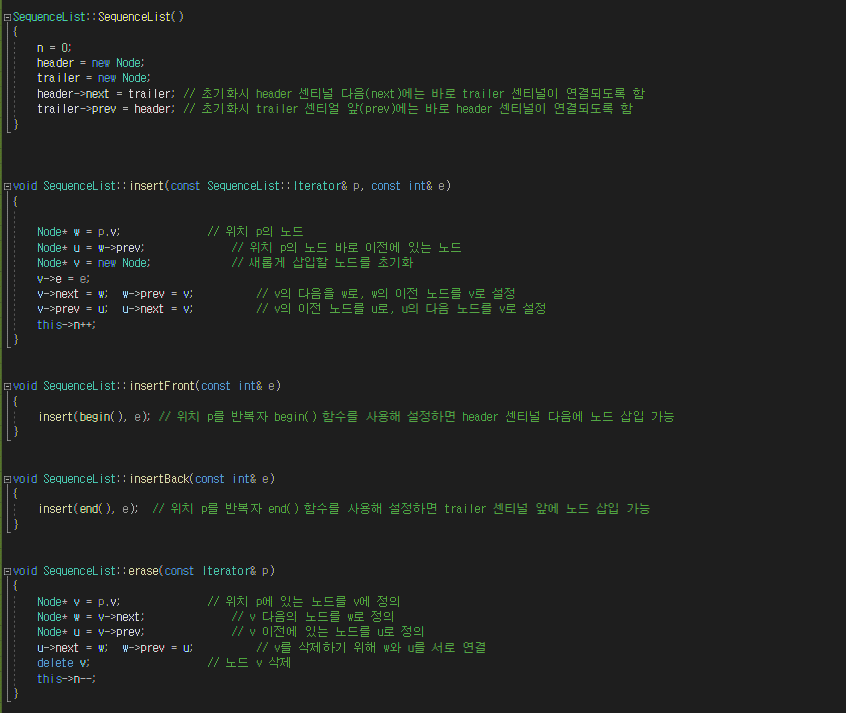 SequenceList::SequenceList()
{
n = 0;
header = new Node;
trailer = new Node;
header->next = trailer; // 초기화시 header 센티널 다음(next)에는 바로 trailer 센티널이 연결되도록 함
trailer->prev = header; // 초기화시 trailer 센티얼 앞(prev)에는 바로 header 센티널이 연결되도록 함
}
void SequenceList::insert(const SequenceList::Iterator& p, const int& e)
{
Node* w = p.v; // 위치 p의 노드
Node* u = w->prev; // 위치 p의 노드 바로 이전에 있는 노드
Node* v = new Node; // 새롭게 삽입할 노드를 초기화
v->e = e;
v->next = w; w->prev = v; // v의 다음을 w로, w의 이전 노드를 v로 설정
v->prev = u; u->next = v; // v의 이전 노드를 u로, u의 다음 노드를 v로 설정
this->n++;
}
void SequenceList::insertFront(const int& e)
{
insert(begin(), e); // 위치 p를 반복자 begin() 함수를 사용해 설정하면 header 센티널 다음에 노드 삽입 가능
}
void SequenceList::insertBack(const int& e)
{
insert(end(), e); // 위치 p를 반복자 end() 함수를 사용해 설정하면 trailer 센티널 앞에 노드 삽입 가능
}
void SequenceList::erase(const Iterator& p)
{
Node* v = p.v; // 위치 p에 있는 노드를 v에 정의
Node* w = v->next; // v 다음의 노드를 w로 정의
Node* u = v->prev; // v 이전에 있는 노드를 u로 정의
u->next = w; w->prev = u; // v를 삭제하기 위해 w와 u를 서로 연결
delete v; // 노드 v 삭제
this->n--;
}